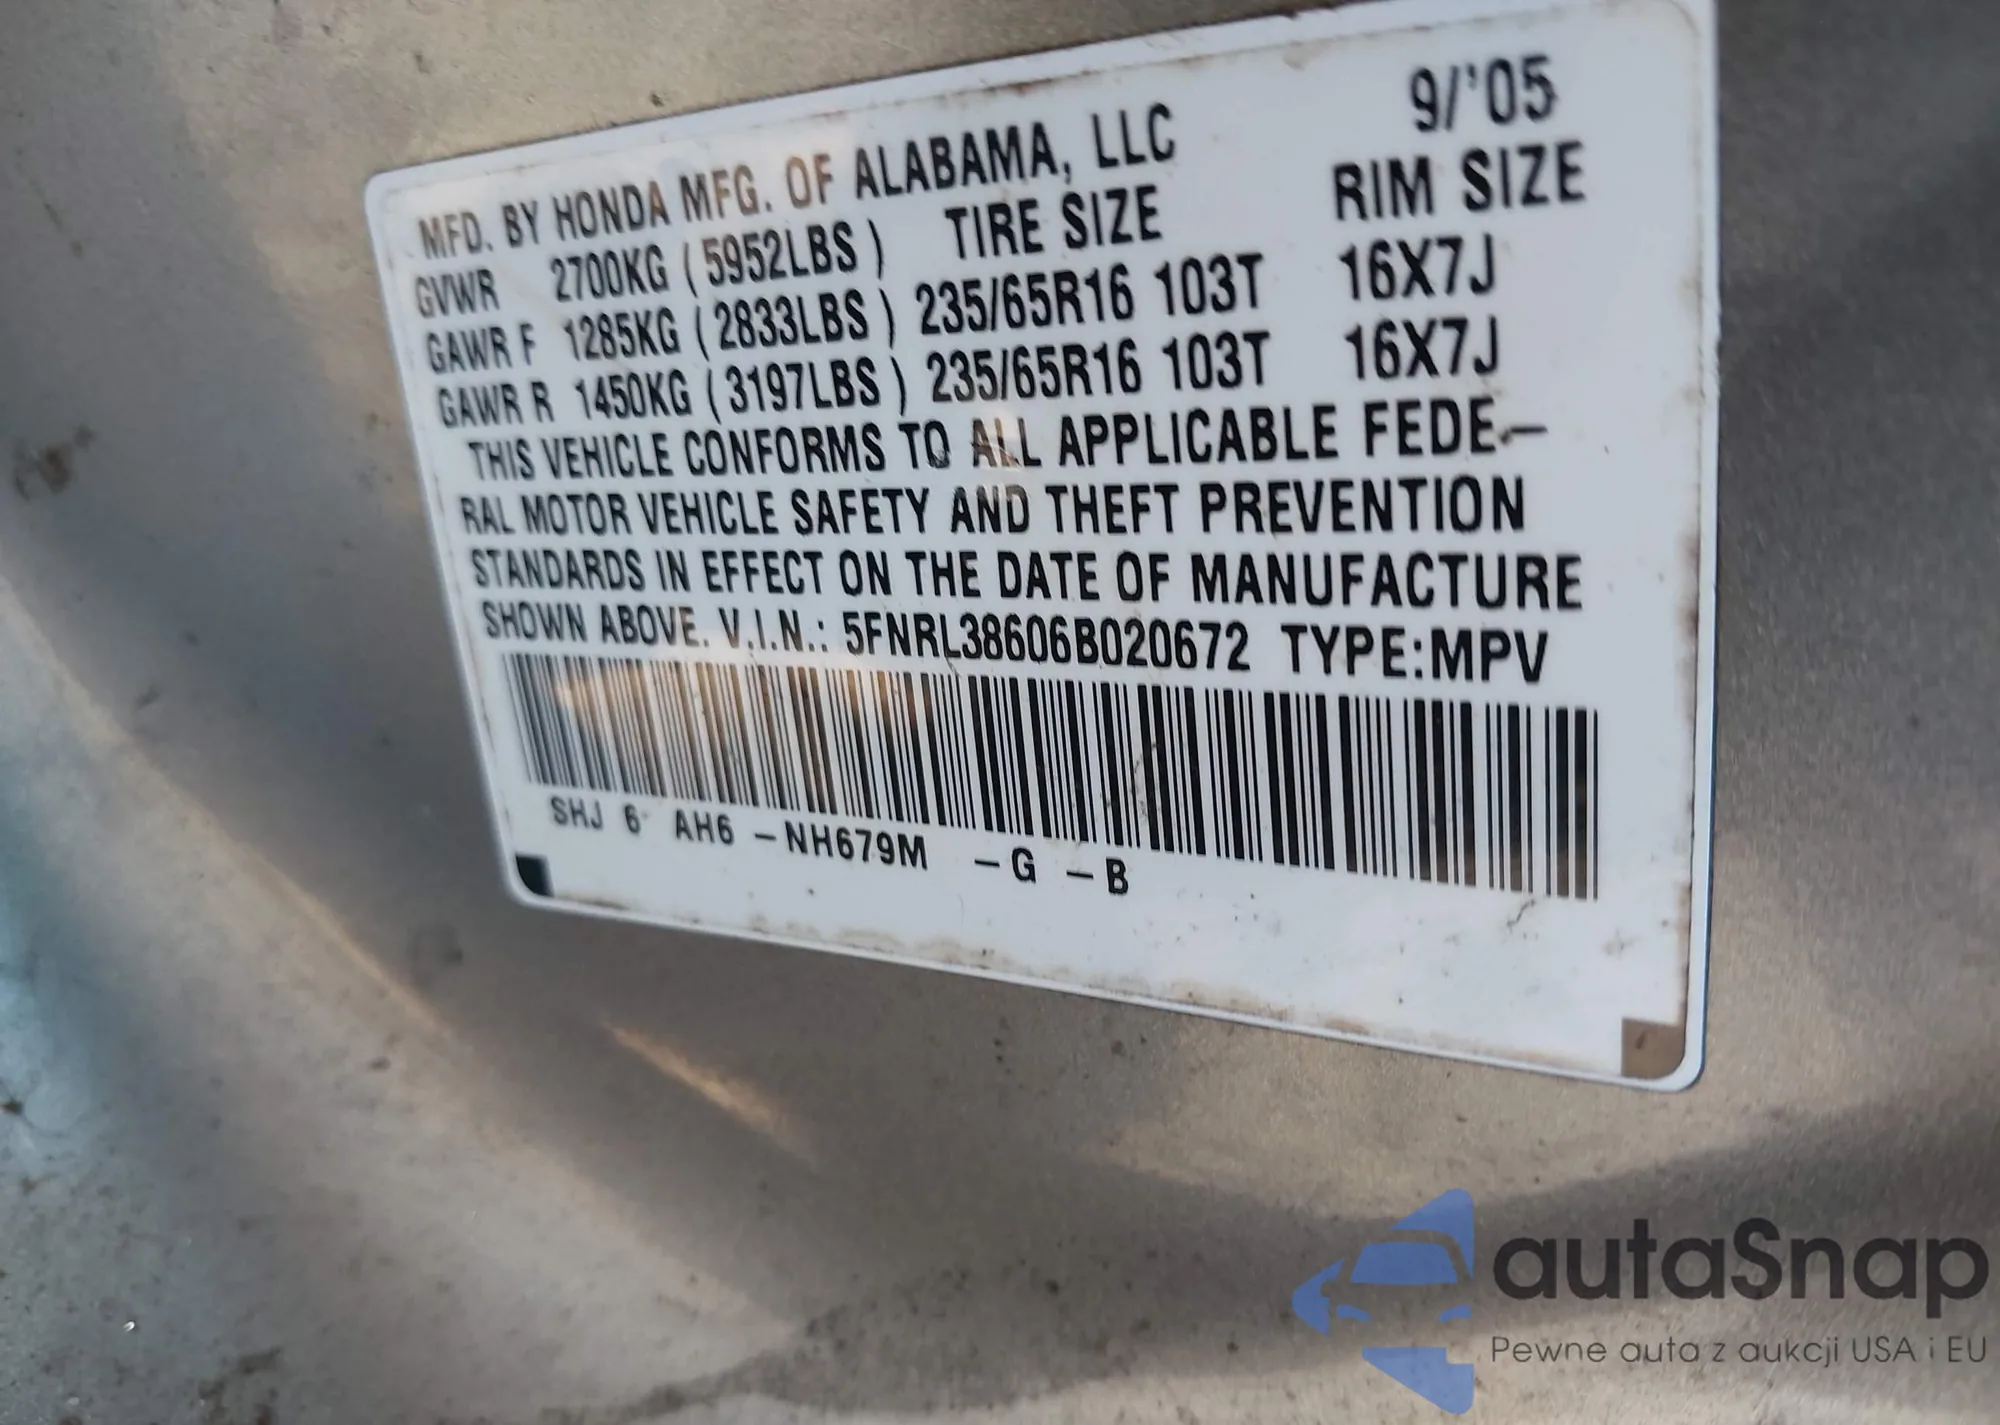 9/'05
MFD. BY HONDA MFG. OF ALABAMA, LLC
GVWR 2700KG (5952LBS) TIRE SIZE RIM SIZE
GAWR F 1285KG (2833LBS) 235/65R16 103T 16X7J
GAWR R 1450KG (3197LBS) 235/65R16 103T 16X7J
THIS VEHICLE CONFORMS TO ALL APPLICABLE FEDE-
RAL MOTOR VEHICLE SAFETY AND THEFT PREVENTION
STANDARDS IN EFFECT ON THE DATE OF MANUFACTURE
SHOWN ABOVE. V.I.N.: 5FNRL38606B020672 TYPE:MPV
SHJ 6 AH6 -NH679M -G -B
autaSnap
Pewne auta z aukcji USA i EU